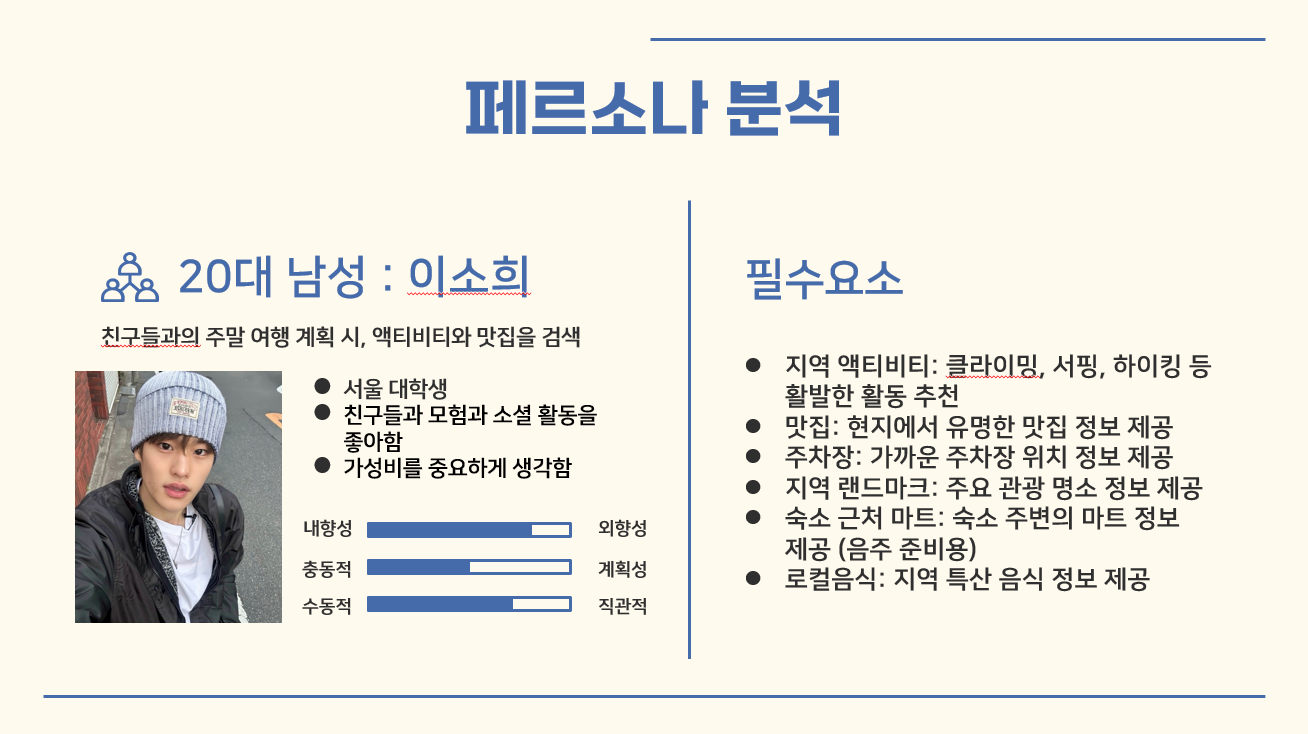 페르소나 분석
20대 남성 : 이소희
친구들과의 주말 여행 계획 시, 액티비티와 맛집을 검색
● 서울 대학생
● 친구들과 모험과 소셜 활동을
좋아함
● 가성비를 중요하게 생각함
내향성 외향성
충동적 계획성
수동적 직관적
필수요소
● 지역 액티비티: 클라이밍, 서핑, 하이킹 등
활발한 활동 추천
● 맛집: 현지에서 유명한 맛집 정보 제공
● 주차장: 가까운 주차장 위치 정보 제공
● 지역 랜드마크: 주요 관광 명소 정보 제공
● 숙소 근처 마트: 숙소 주변의 마트 정보
제공 (음주 준비용)
● 로컬음식: 지역 특산 음식 정보 제공